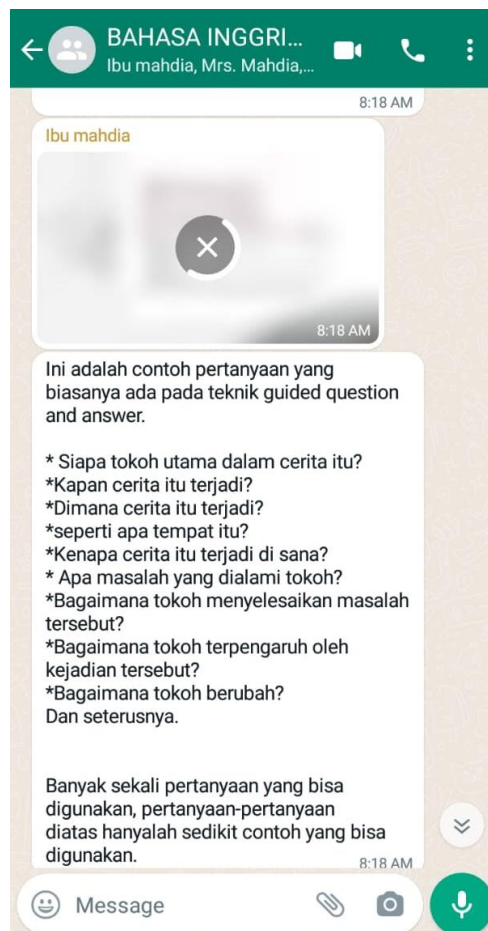 BAHASA INGGRI...
Ibu mahdia, Mrs. Mahdia,...
8:18 AM
Ibu mahdia
8:18 AM
Ini adalah contoh pertanyaan yang
biasanya ada pada teknik guided question
and answer.
* Siapa tokoh utama dalam cerita itu?
*Kapan cerita itu terjadi?
*Dimana cerita itu terjadi?
*seperti apa tempat itu?
*Kenapa cerita itu terjadi di sana?
* Apa masalah yang dialami tokoh?
*Bagaimana tokoh menyelesaikan masalah
tersebut?
*Bagaimana tokoh terpengaruh oleh
kejadian tersebut?
*Bagaimana tokoh berubah?
Dan seterusnya.
Banyak sekali pertanyaan yang bisa
digunakan, pertanyaan-pertanyaan
diatas hanyalah sedikit contoh yang bisa
digunakan.
8:18 AM
Message